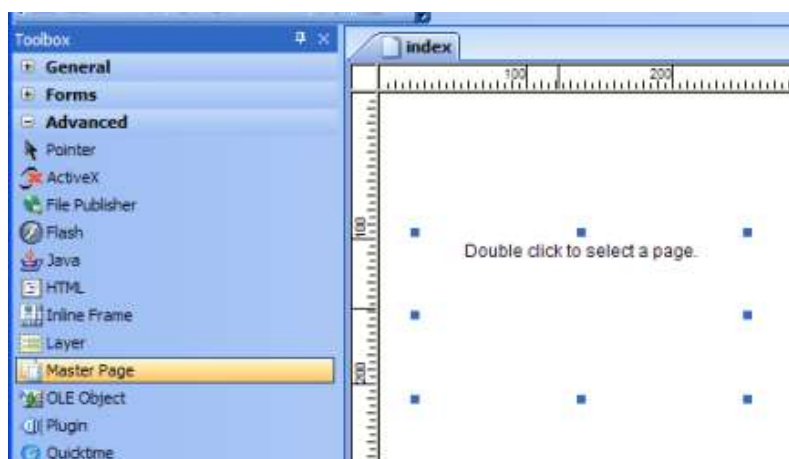 Toolbox
General
Forms
Advanced
Pointer
ActiveX
File Publisher
Flash
Java
HTML
Inline Frame
Layer
Master Page
OLE Object
Plugin
Quicktime
index
100
200
100
200
Double click to select a page.